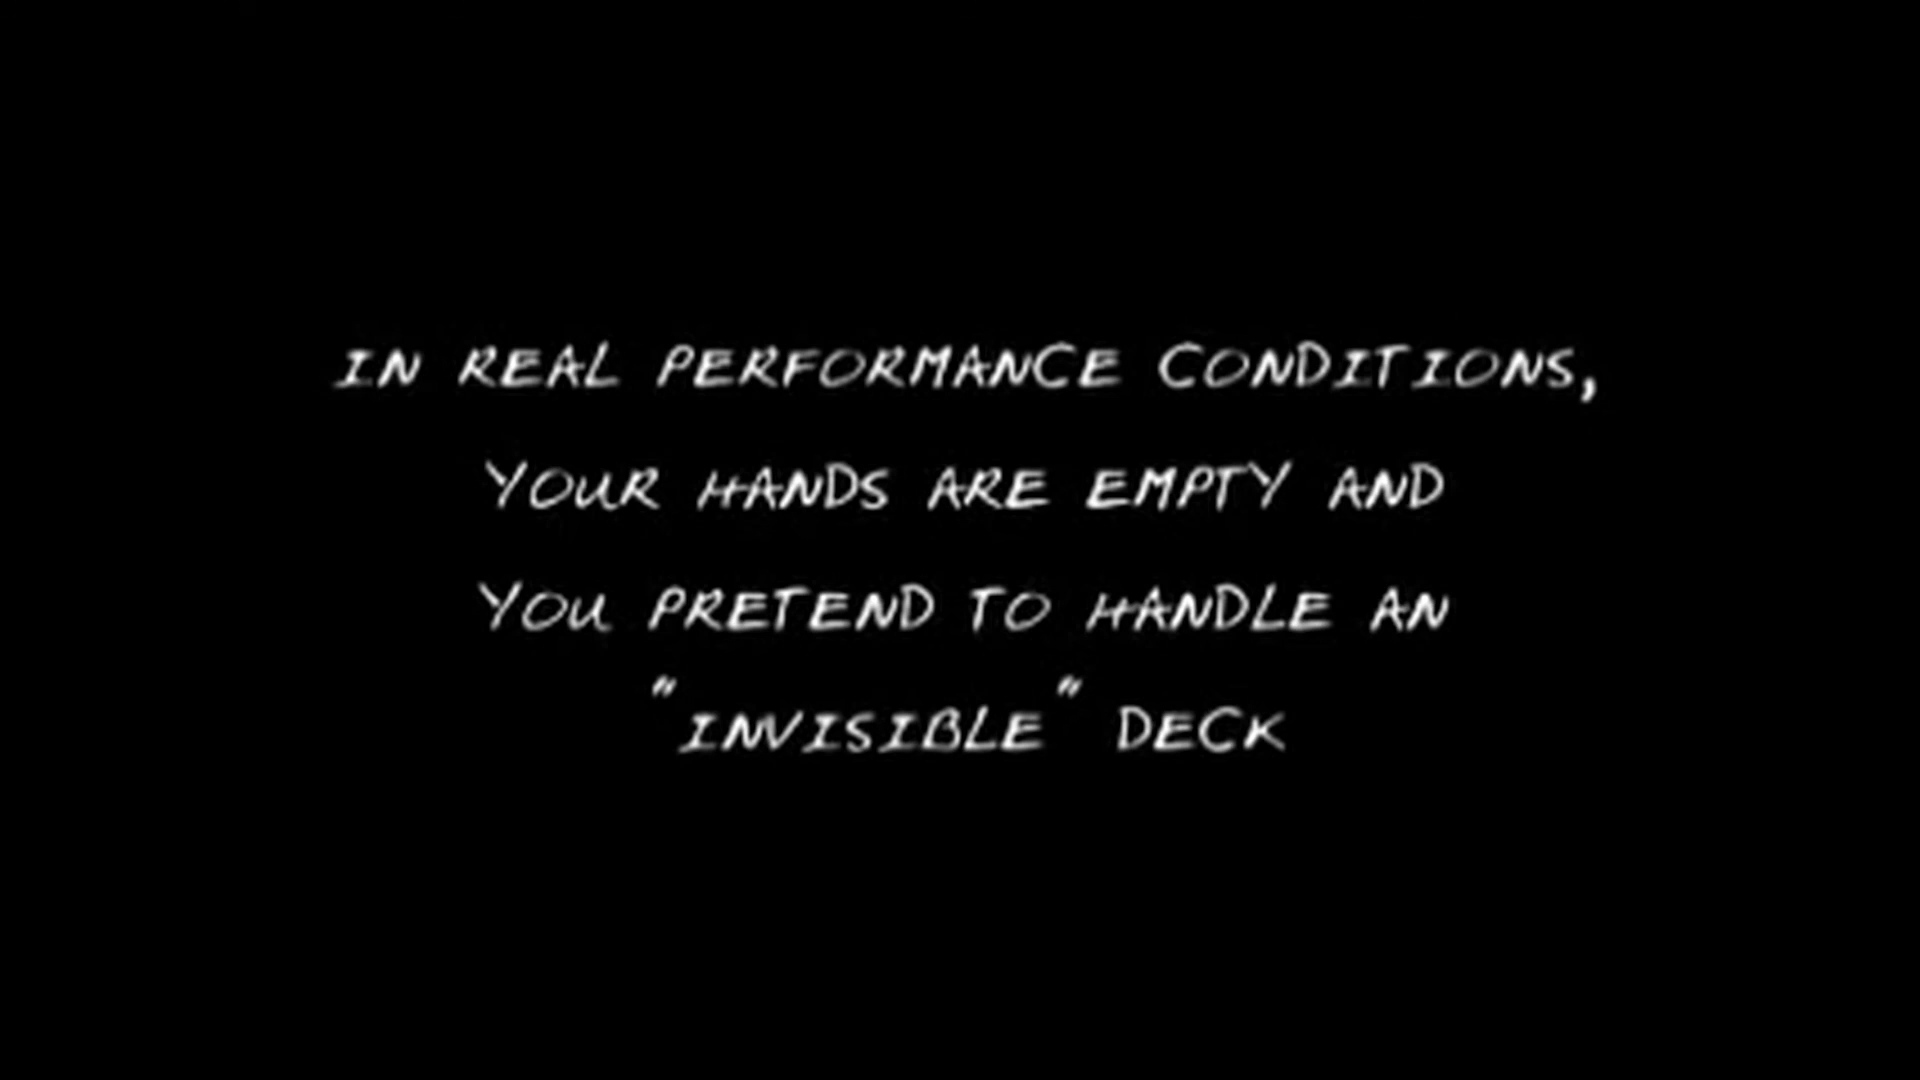 IN REAL PERFORMANCE CONDITIONS,
YOUR HANDS ARE EMPTY AND
YOU PRETEND TO HANDLE AN
"INVISIBLE" DECK